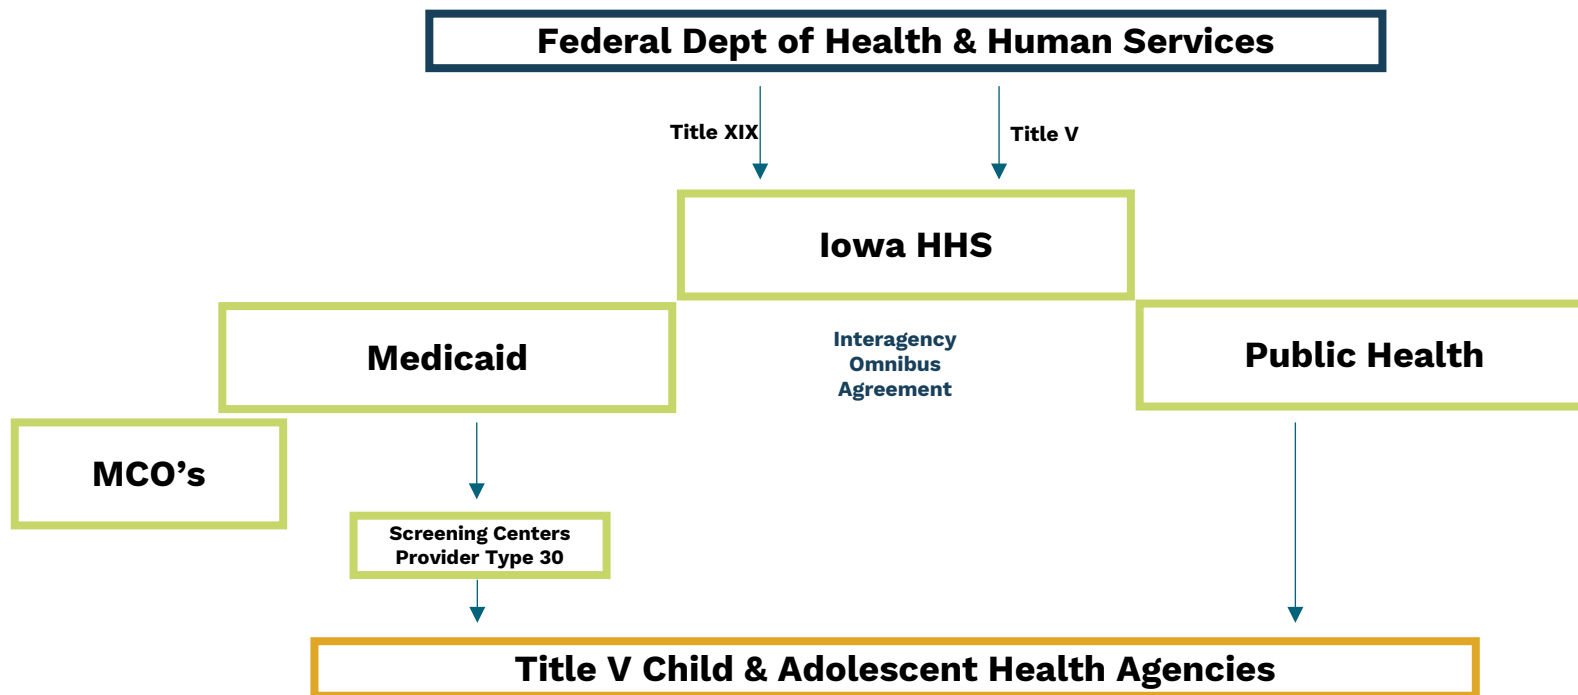 Federal Dept of Health & Human Services
Title XIX
Title V
Iowa HHS
Medicaid
Interagency
Omnibus
Agreement
Public Health
MCO’s
Screening Centers
Provider Type 30
Title V Child & Adolescent Health Agencies